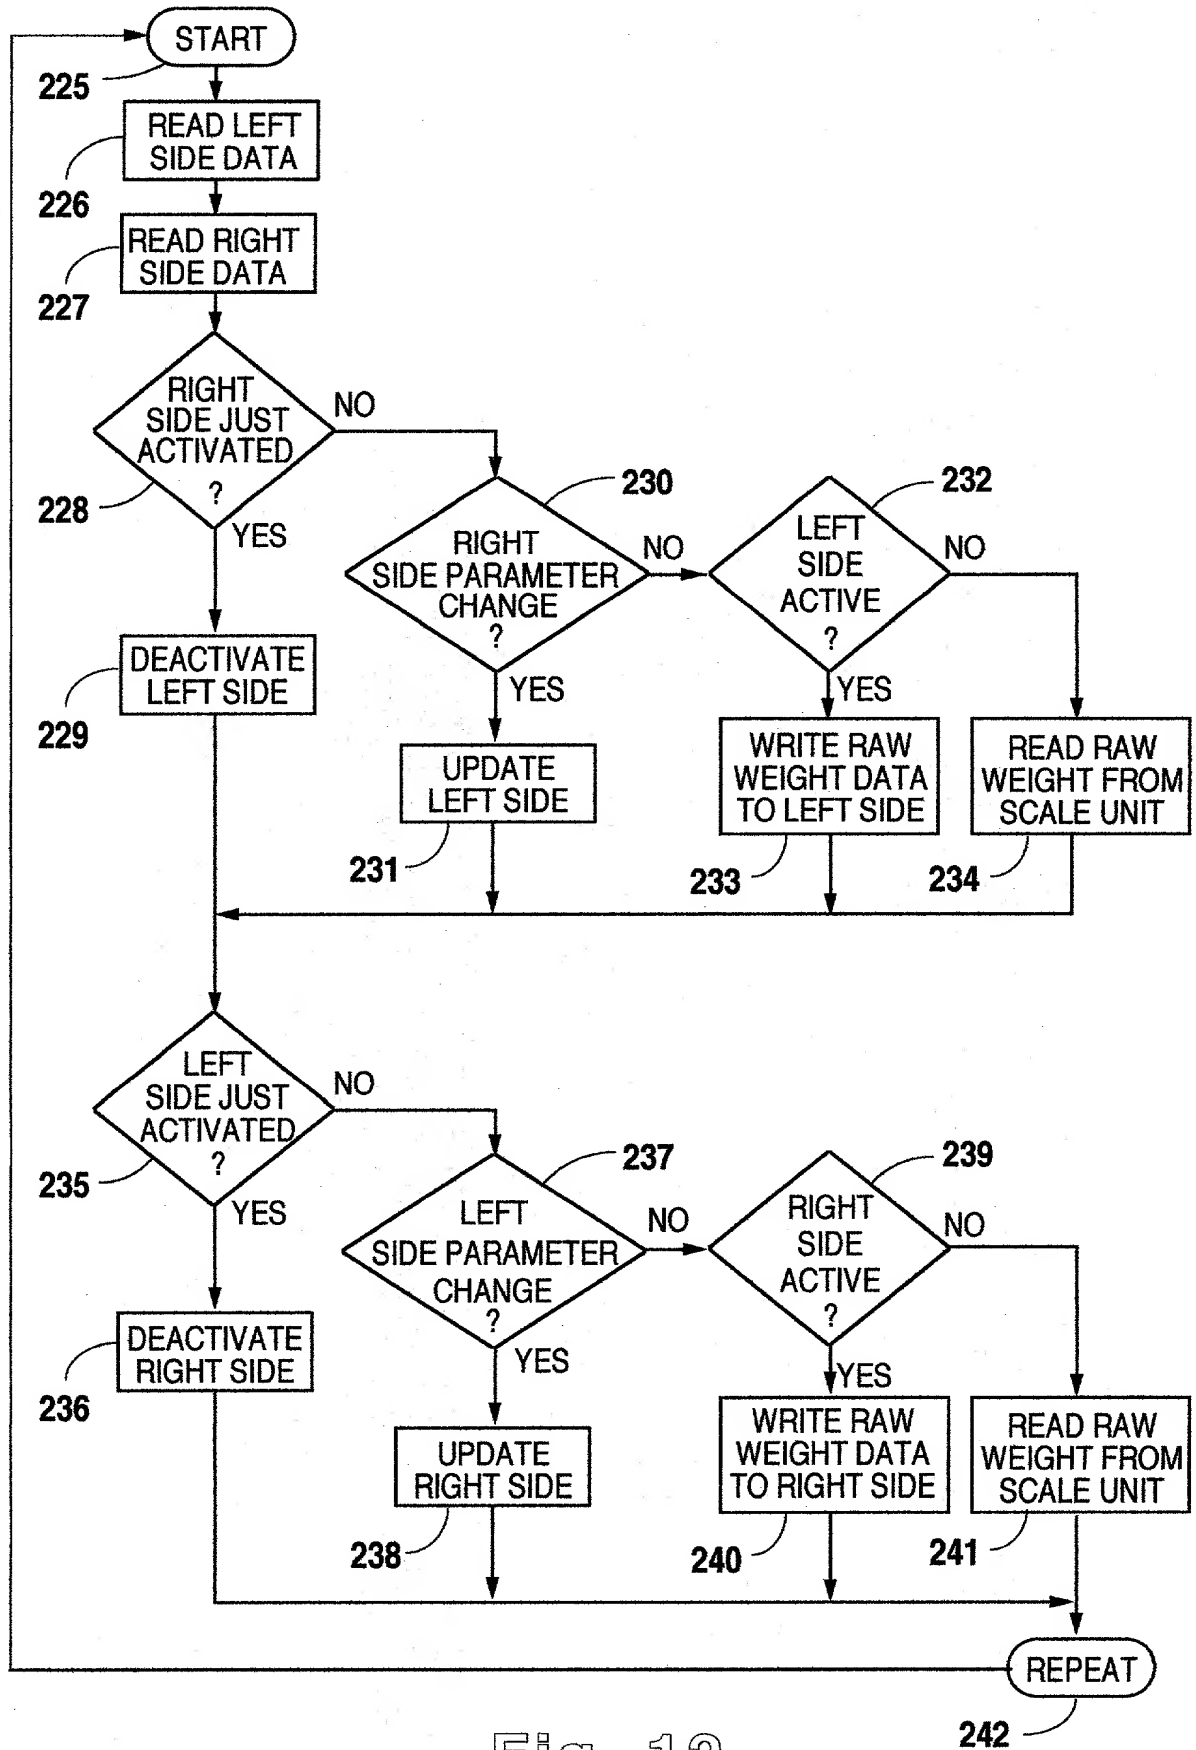 START
225
READ LEFT
SIDE DATA
226
READ RIGHT
SIDE DATA
227
RIGHT
SIDE JUST
ACTIVATED
?
NO
228
YES
230
RIGHT
SIDE PARAMETER
CHANGE
?
NO
YES
232
LEFT
SIDE
ACTIVE
?
NO
YES
DEACTIVATE
LEFT SIDE
229
UPDATE
LEFT SIDE
231
WRITE RAW
WEIGHT DATA
TO LEFT SIDE
233
READ RAW
WEIGHT FROM
SCALE UNIT
234
LEFT
SIDE JUST
ACTIVATED
?
NO
235
YES
237
LEFT
SIDE PARAMETER
CHANGE
?
NO
YES
239
RIGHT
SIDE
ACTIVE
?
NO
YES
DEACTIVATE
RIGHT SIDE
236
UPDATE
RIGHT SIDE
238
WRITE RAW
WEIGHT DATA
TO RIGHT SIDE
240
READ RAW
WEIGHT FROM
SCALE UNIT
241
REPEAT
242
Fig.